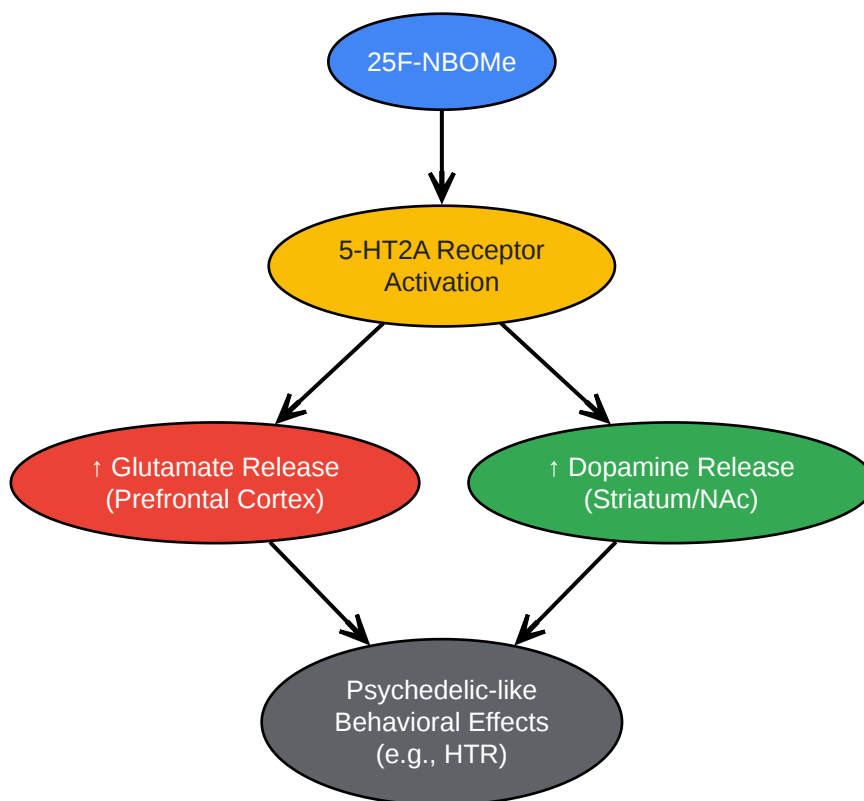 25F-NBOMe
5-HT2A Receptor
Activation
↑ Glutamate Release
(Prefrontal Cortex)
↑ Dopamine Release
(Striatum/NAc)
Psychedelic-like
Behavioral Effects
(e.g., HTR)